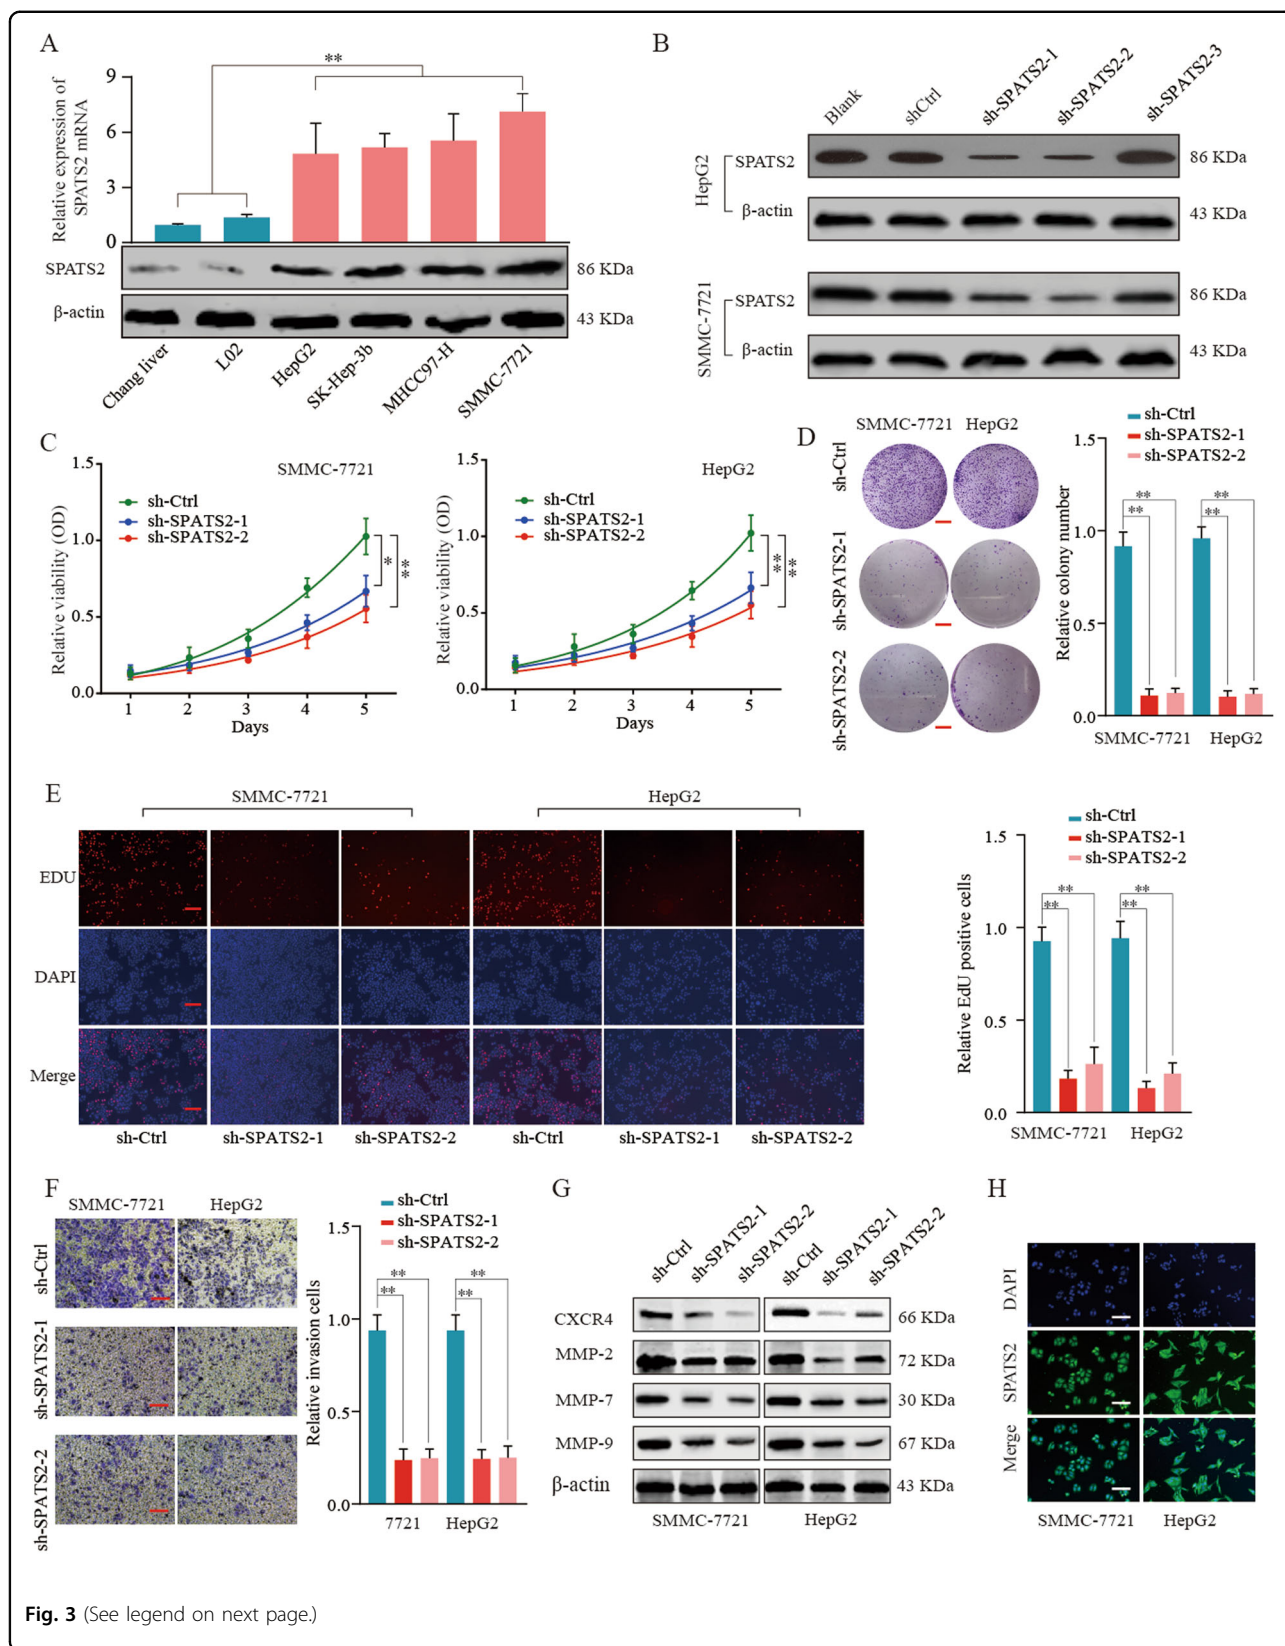 A
**
Relative expression of
SPATS2 mRNA
9
6
3
0
SPATS2
86 KDa
β-actin
43 KDa
Chang liver
L02
HepG2
SK-Hep-3b
MHCC97-H
SMMC-7721
B
Blank
shCtrl
sh-SPATS2-1
sh-SPATS2-2
sh-SPATS2-3
HepG2
SPATS2
86 KDa
β-actin
43 KDa
SMMC-7721
SPATS2
86 KDa
β-actin
43 KDa
C
SMMC-7721
Relative viability (OD)
1.5
1.0
0.5
0.0
sh-Ctrl
sh-SPATS2-1
sh-SPATS2-2
*
**
1 2 3 4 5
Days
HepG2
Relative viability (OD)
1.5
1.0
0.5
0.0
sh-Ctrl
sh-SPATS2-1
sh-SPATS2-2
**
**
1 2 3 4 5
Days
D
SMMC-7721 HepG2
sh-Ctrl
sh-SPATS2-1
sh-SPATS2-2
sh-Ctrl
sh-SPATS2-1
sh-SPATS2-2
Relative colony number
1.5
1.0
0.5
0.0
** **
** **
SMMC-7721 HepG2
E
SMMC-7721 HepG2
EDU
DAPI
Merge
sh-Ctrl sh-SPATS2-1 sh-SPATS2-2 sh-Ctrl sh-SPATS2-1 sh-SPATS2-2
sh-Ctrl
sh-SPATS2-1
sh-SPATS2-2
Relative EdU positive cells
1.5
1.0
0.5
0.0
** **
** **
SMMC-7721 HepG2
F
SMMC-7721 HepG2
sh-Ctrl
sh-SPATS2-1
sh-SPATS2-2
sh-Ctrl
sh-SPATS2-1
sh-SPATS2-2
Relative invasion cells
1.5
1.0
0.5
0.0
** **
** **
7721 HepG2
G
sh-Ctrl
sh-SPATS2-1
sh-SPATS2-2
sh-Ctrl
sh-SPATS2-1
sh-SPATS2-2
CXCR4 66 KDa
MMP-2 72 KDa
MMP-7 30 KDa
MMP-9 67 KDa
β-actin 43 KDa
SMMC-7721 HepG2
H
DAPI
SPATS2
Merge
SMMC-7721 HepG2
Fig. 3 (See legend on next page.)